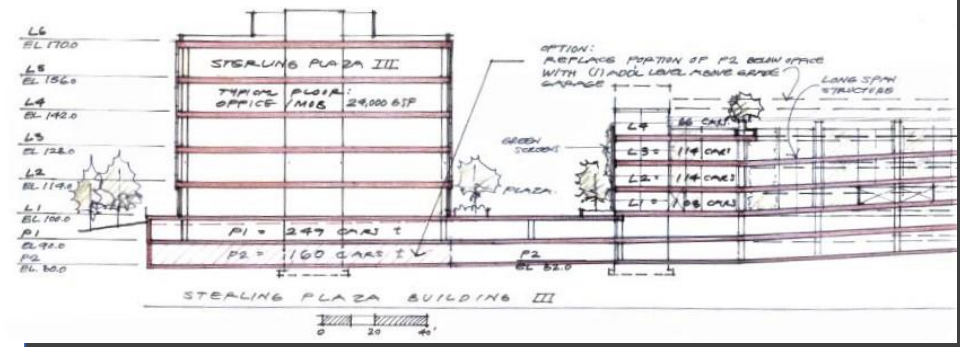 L6
EL 170.0
L5
EL 156.0
L4
EL 142.0
L3
EL 128.0
L2
EL 114.0
L1
EL 100.0
P1
EL 90.0
P2
EL. 80.0
STERLING PLAZA III
TYPICAL FLOOR:
OFFICE / MOB 24,000 GSF
P1 = 249 CARS ±
P2 = 160 CARS ±
GREEN
SCREENS
PLAZA
OPTION:
REPLACE PORTION OF P2 BELOW OFFICE
WITH (1) ADD'L LEVEL ABOVE GRADE
GARAGE
LONG SPAN
STRUCTURE
L4 66 CARS
L3 = 114 CARS
L2 = 114 CARS
L1 = 108 CARS
P2
EL 82.0
STERLING PLAZA BUILDING III
0 20 40'